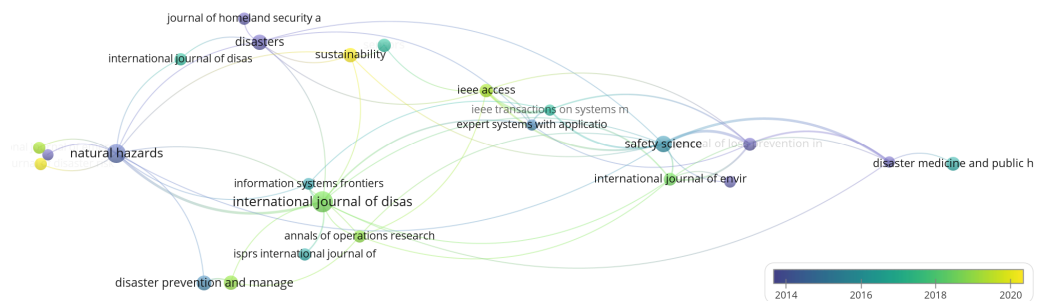 journal of homeland security a
disasters
international journal of disas
sustainability
ieee access
ieee transactions on systems m
expert systems with applicatio
natural hazards
safety science
disaster medicine and public h
information systems frontiers
international journal of envir
international journal of disas
annals of operations research
isprs international journal of
disaster prevention and manage
2014
2016
2018
2020